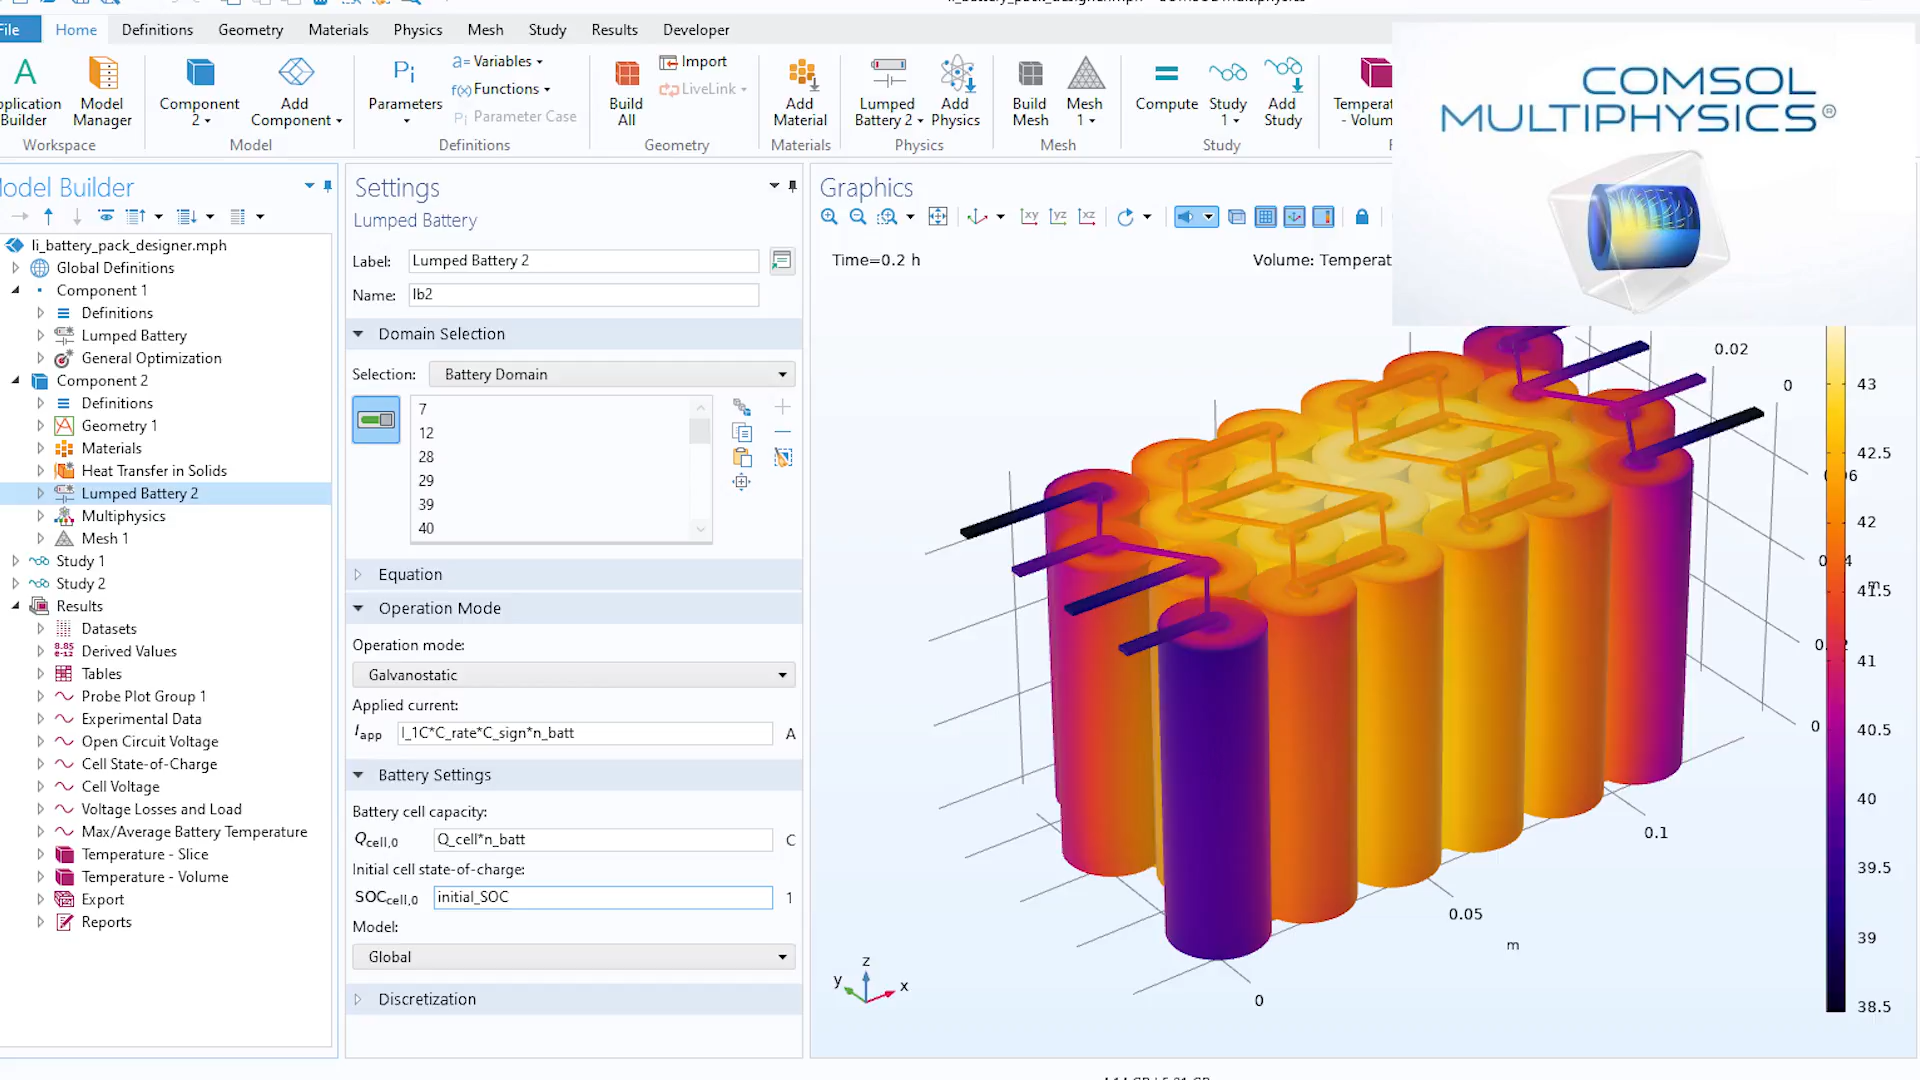 File
Home
Definitions
Geometry
Materials
Physics
Mesh
Study
Results
Developer
Builder
Workspace
Model
Manager
Component
2
Add
Component
Model
Pi
Parameters
a= Variables
f(x) Functions
Pi Parameter Case
Definitions
Build
All
Import
LiveLink
Geometry
Add
Material
Materials
Lumped
Battery 2
Add
Physics
Physics
Build
Mesh
Mesh
1
Mesh
Compute
Study
1
Add
Study
Study
- Volum
COMSOL
MULTIPHYSICS®
Builder
li_battery_pack_designer.mph
Global Definitions
Component 1
Definitions
Lumped Battery
General Optimization
Component 2
Definitions
Geometry 1
Materials
Heat Transfer in Solids
Lumped Battery 2
Multiphysics
Mesh 1
Study 1
Study 2
Results
Datasets
8.85
e-12
Derived Values
Tables
Probe Plot Group 1
Experimental Data
Open Circuit Voltage
Cell State-of-Charge
Cell Voltage
Voltage Losses and Load
Max/Average Battery Temperature
Temperature - Slice
Temperature - Volume
Export
Reports
Settings
Lumped Battery
Label: Lumped Battery 2
Name: lb2
Domain Selection
Selection: Battery Domain
7
12
28
29
39
40
Equation
Operation Mode
Operation mode:
Galvanostatic
Applied current:
Iapp I_1C*C_rate*C_sign*n_batt A
Battery Settings
Battery cell capacity:
Qcell,0 Q_cell*n_batt C
Initial cell state-of-charge:
SOCcell,0 initial_SOC 1
Model:
Global
Discretization
Graphics
xy
yz
xz
Time=0.2 h
Volume: Temperat
0.02
0
0
0.1
0.05
m
0
z
y
x
43
42.5
42
41.5
41
40.5
40
39.5
39
38.5